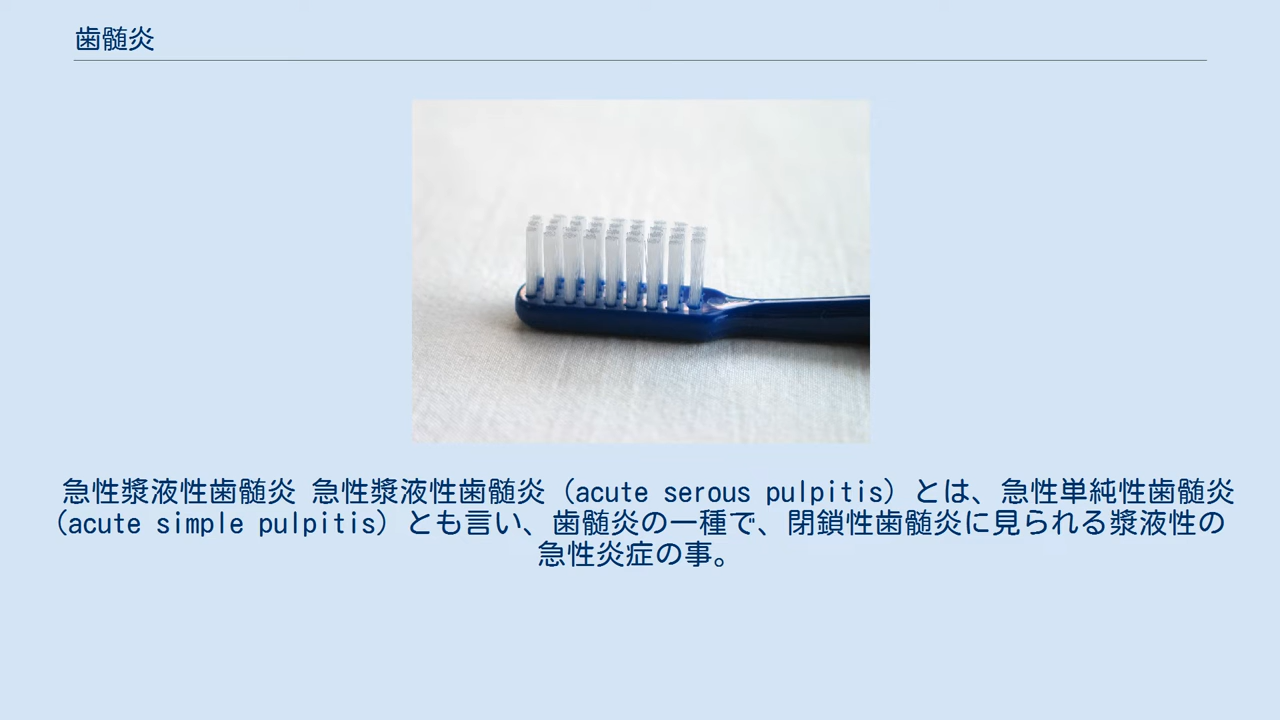 歯髄炎
急性漿液性歯髄炎 急性漿液性歯髄炎（acute serous pulpitis）とは、急性単純性歯髄炎
（acute simple pulpitis）とも言い、歯髄炎の一種で、閉鎖性歯髄炎に見られる漿液性の
急性炎症の事。